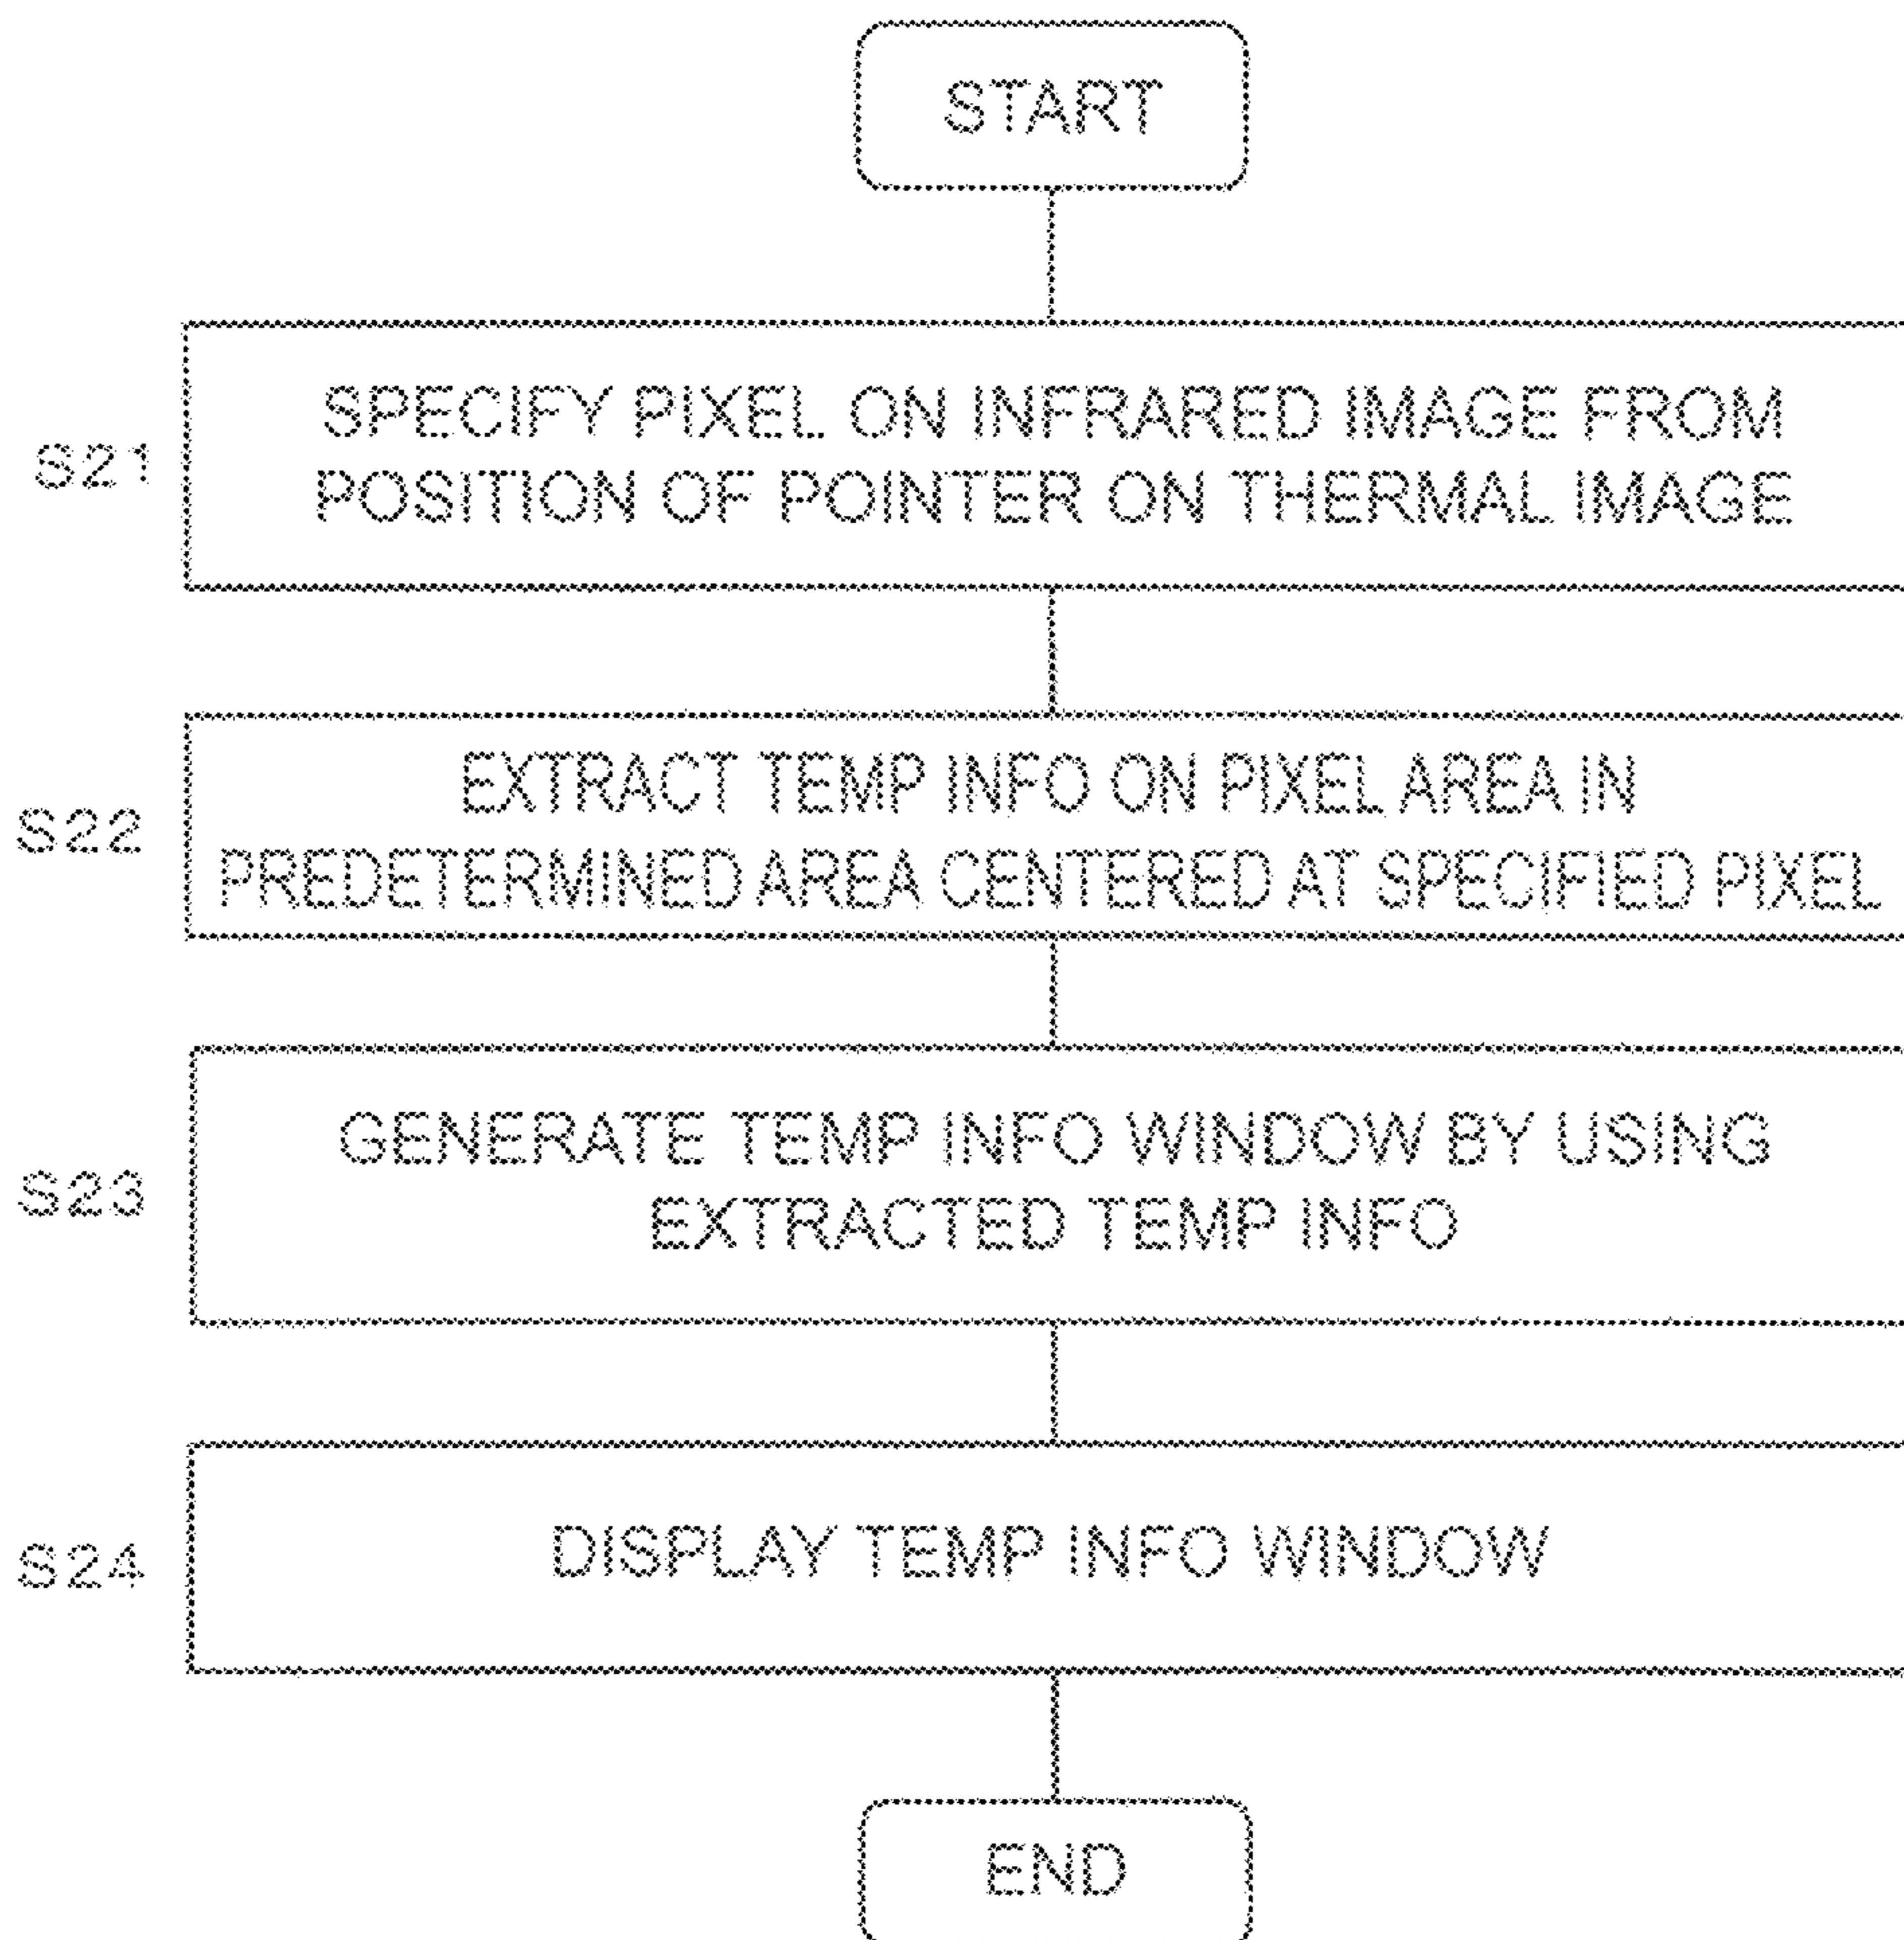 START
S21
SPECIFY PIXEL ON INFRARED IMAGE FROM
POSITION OF POINTER ON THERMAL IMAGE
S22
EXTRACT TEMP INFO ON PIXEL AREA IN
PREDETERMINED AREA CENTERED AT SPECIFIED PIXEL
S23
GENERATE TEMP INFO WINDOW BY USING
EXTRACTED TEMP INFO
S24
DISPLAY TEMP INFO WINDOW
END